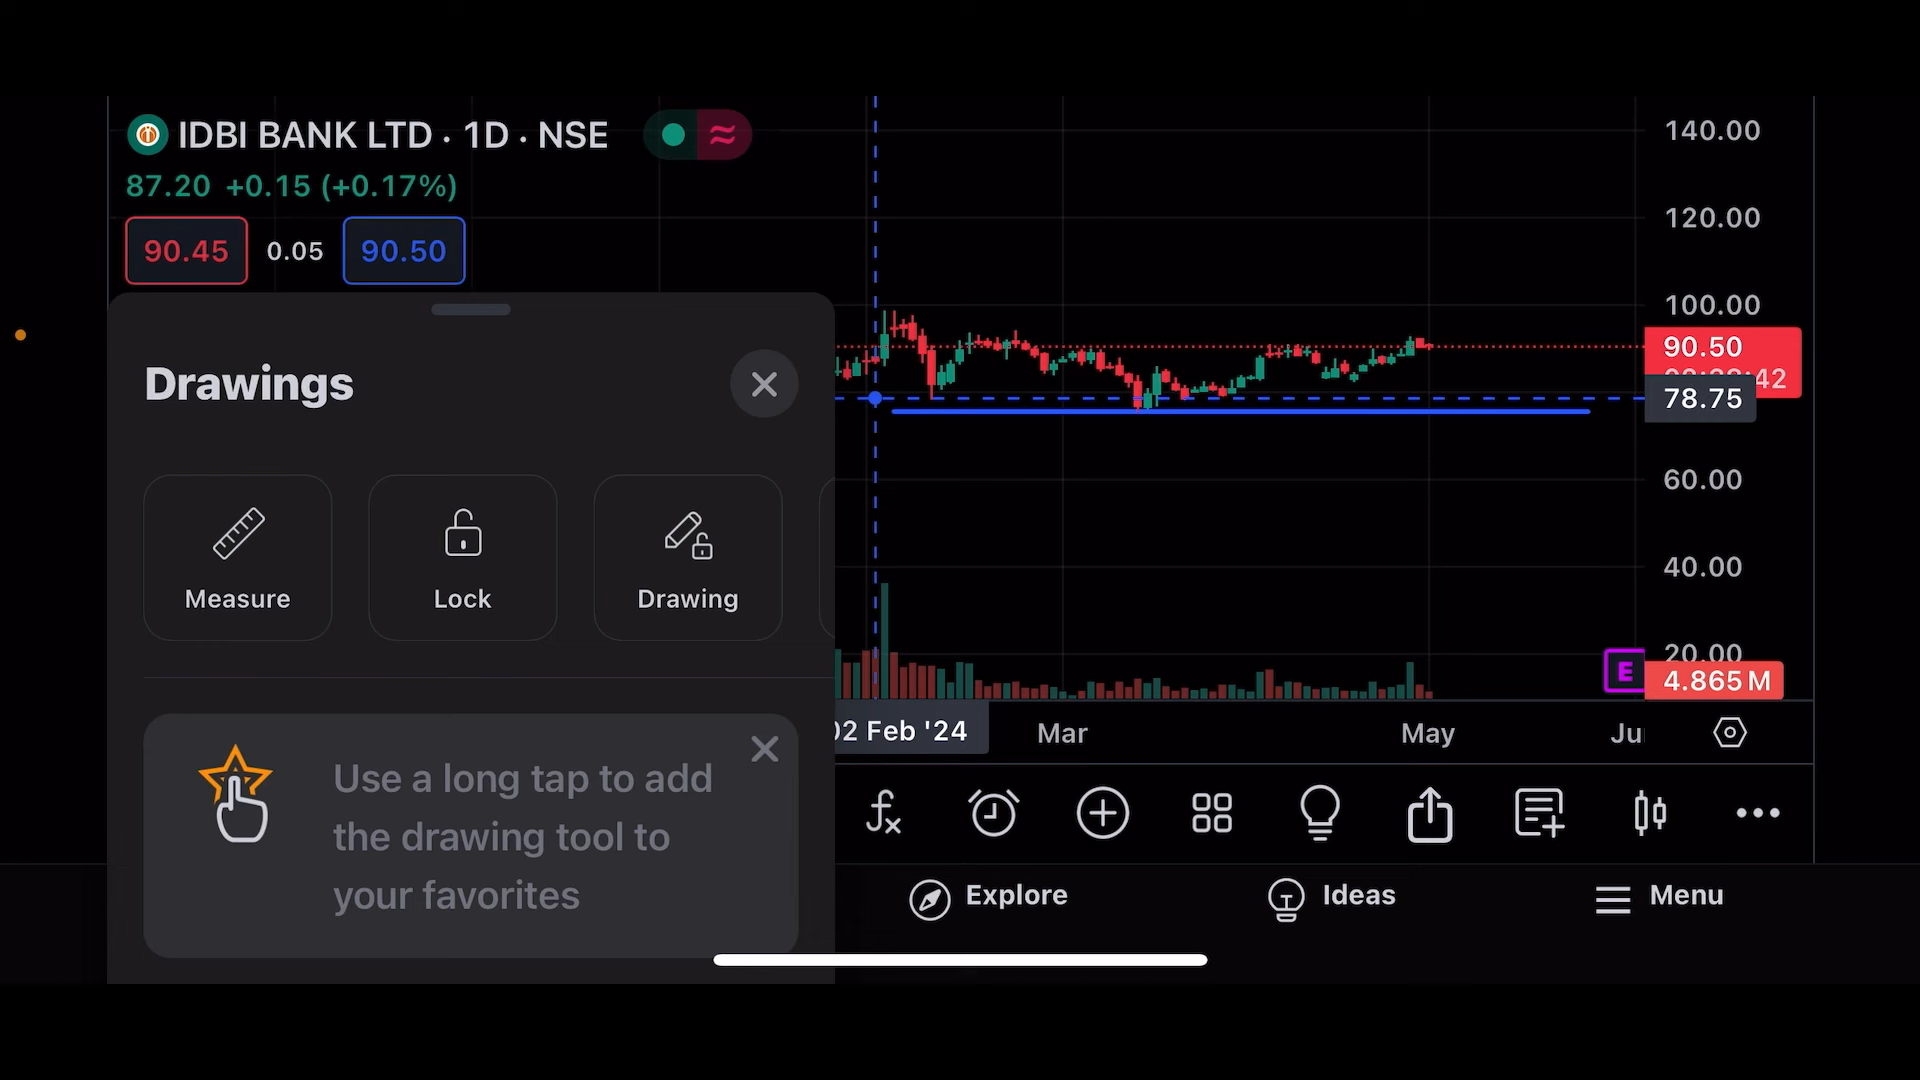 IDBI BANK LTD · 1D · NSE
87.20 +0.15 (+0.17%)
90.45 0.05 90.50
Drawings
Measure
Lock
Drawing
Use a long tap to add
the drawing tool to
your favorites
140.00
120.00
100.00
90.50
78.75
60.00
40.00
20.00
E
4.865 M
02 Feb '24
Mar
May
Ju
Explore
Ideas
Menu